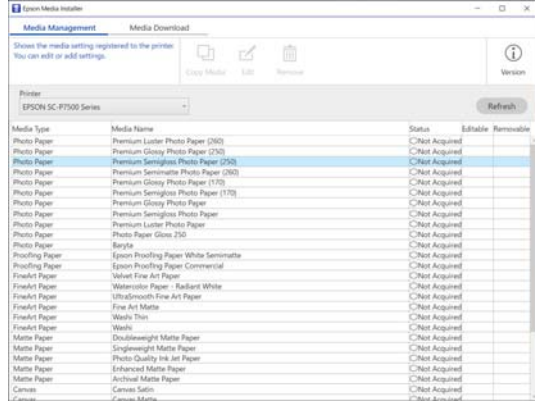 Epson Media Installer
Media Management Media Download
Shows the media setting registered to the printer
You can edit or add settings.
Copy Media Edit Remove Version
Printer
EPSON SC-P7500 Series Refresh
Media Type Media Name Status Editable Removable
Photo Paper Premium Luster Photo Paper (260) Not Acquired
Photo Paper Premium Glossy Photo Paper (250) Not Acquired
Photo Paper Premium Semigloss Photo Paper (250) Not Acquired
Photo Paper Premium Semimatte Photo Paper (260) Not Acquired
Photo Paper Premium Glossy Photo Paper (170) Not Acquired
Photo Paper Premium Semigloss Photo Paper (170) Not Acquired
Photo Paper Premium Glossy Photo Paper Not Acquired
Photo Paper Premium Semigloss Photo Paper Not Acquired
Photo Paper Premium Luster Photo Paper Not Acquired
Photo Paper Photo Paper Gloss 250 Not Acquired
Photo Paper Baryta Not Acquired
Proofing Paper Epson Proofing Paper White Semimatte Not Acquired
Proofing Paper Epson Proofing Paper Commercial Not Acquired
FineArt Paper Velvet Fine Art Paper Not Acquired
FineArt Paper Watercolor Paper - Radiant White Not Acquired
FineArt Paper UltraSmooth Fine Art Paper Not Acquired
FineArt Paper Fine Art Matte Not Acquired
FineArt Paper Washi Thin Not Acquired
FineArt Paper Washi Not Acquired
Matte Paper Doubleweight Matte Paper Not Acquired
Matte Paper Singleweight Matte Paper Not Acquired
Matte Paper Photo Quality Ink Jet Paper Not Acquired
Matte Paper Enhanced Matte Paper Not Acquired
Matte Paper Archival Matte Paper Not Acquired
Canvas Canvas Satin Not Acquired
Canvas Canvas Matte Not Acquired